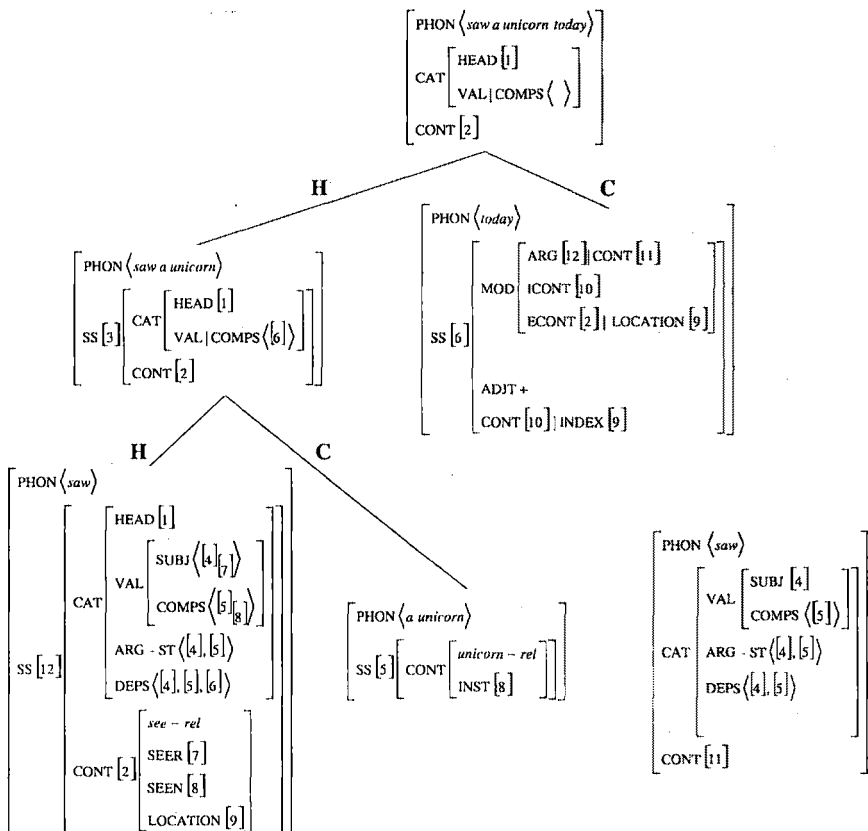 PHON ⟨saw a unicorn today⟩
CAT
HEAD [1]
VAL | COMPS ⟨ ⟩
CONT [2]
H
C
PHON ⟨saw a unicorn⟩
SS [3]
CAT
HEAD [1]
VAL | COMPS ⟨[6]⟩
CONT [2]
PHON ⟨today⟩
SS [6]
MOD
ARG [12] | CONT [11]
ICONT [10]
ECONT [2] | LOCATION [9]
ADJT +
CONT [10] | INDEX [9]
H
C
PHON ⟨saw⟩
SS [12]
CAT
HEAD [1]
VAL
SUBJ ⟨[4][7]⟩
COMPS ⟨[5][8]⟩
ARG - ST ⟨[4], [5]⟩
DEPS ⟨[4], [5], [6]⟩
CONT [2]
see – rel
SEER [7]
SEEN [8]
LOCATION [9]
PHON ⟨a unicorn⟩
SS [5]
CONT
unicorn – rel
INST [8]
PHON ⟨saw⟩
CAT
VAL
SUBJ [4]
COMPS ⟨[5]⟩
ARG - ST ⟨[4], [5]⟩
DEPS ⟨[4], [5]⟩
CONT [11]